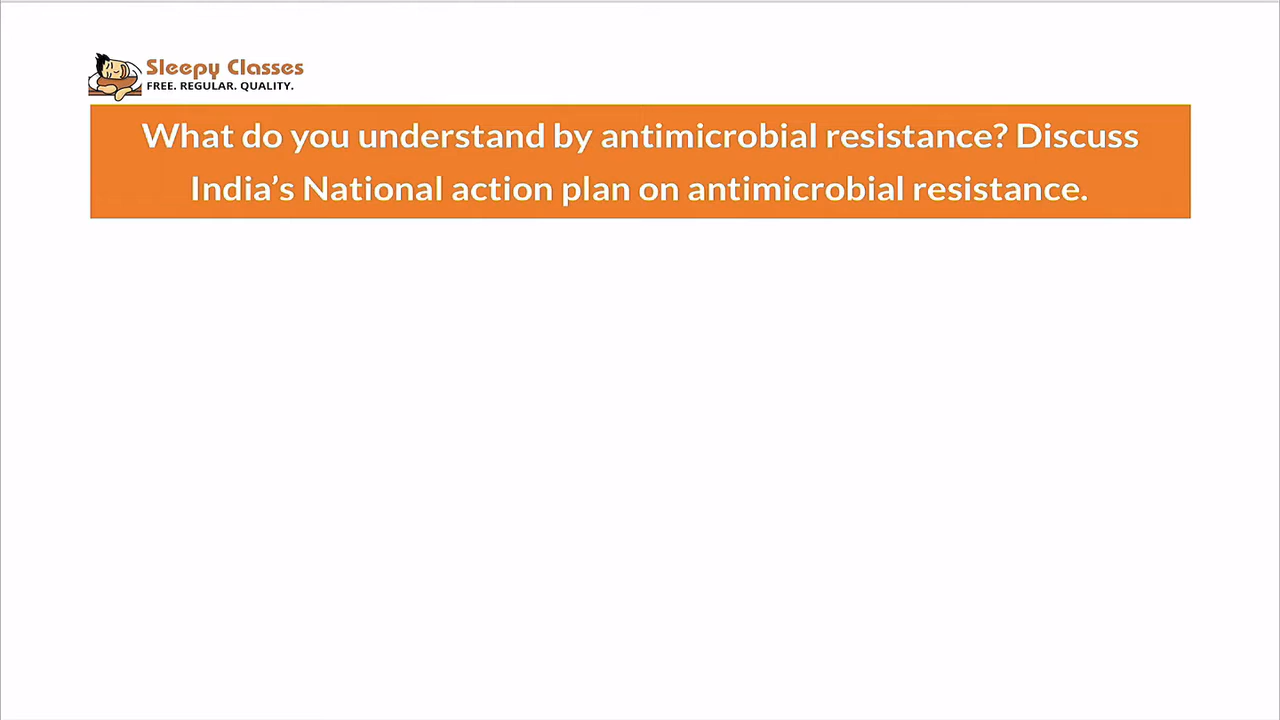 Sleepy Classes
FREE. REGULAR. QUALITY.
What do you understand by antimicrobial resistance? Discuss
India’s National action plan on antimicrobial resistance.